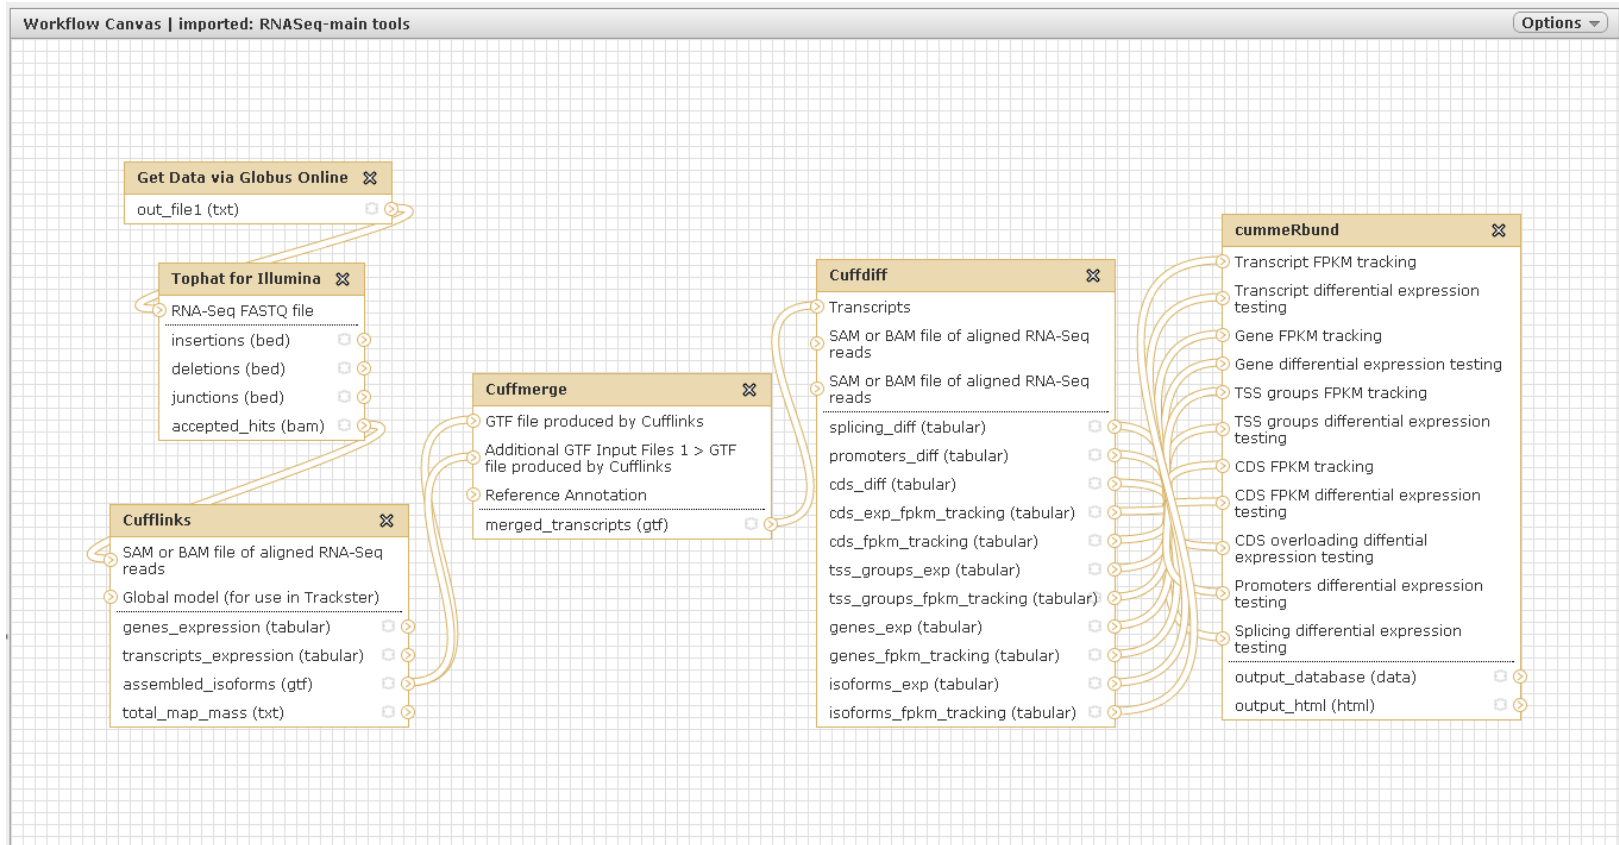 Workflow Canvas | imported: RNASeq-main tools
Options
Get Data via Globus Online
out_file1 (txt)
Tophat for Illumina
RNA-Seq FASTQ file
insertions (bed)
deletions (bed)
junctions (bed)
accepted_hits (bam)
Cufflinks
SAM or BAM file of aligned RNA-Seq
reads
Global model (for use in Trackster)
genes_expression (tabular)
transcripts_expression (tabular)
assembled_isoforms (gtf)
total_map_mass (txt)
Cuffmerge
GTF file produced by Cufflinks
Additional GTF Input Files 1 > GTF
file produced by Cufflinks
Reference Annotation
merged_transcripts (gtf)
Cuffdiff
Transcripts
SAM or BAM file of aligned RNA-Seq
reads
SAM or BAM file of aligned RNA-Seq
reads
splicing_diff (tabular)
promoters_diff (tabular)
cds_diff (tabular)
cds_exp_fpkm_tracking (tabular)
cds_fpkm_tracking (tabular)
tss_groups_exp (tabular)
tss_groups_fpkm_tracking (tabular)
genes_exp (tabular)
genes_fpkm_tracking (tabular)
isoforms_exp (tabular)
isoforms_fpkm_tracking (tabular)
cummeRbund
Transcript FPKM tracking
Transcript differential expression
testing
Gene FPKM tracking
Gene differential expression testing
TSS groups FPKM tracking
TSS groups differential expression
testing
CDS FPKM tracking
CDS FPKM differential expression
testing
CDS overloading diffential
expression testing
Promoters differential expression
testing
Splicing differential expression
testing
output_database (data)
output_html (html)